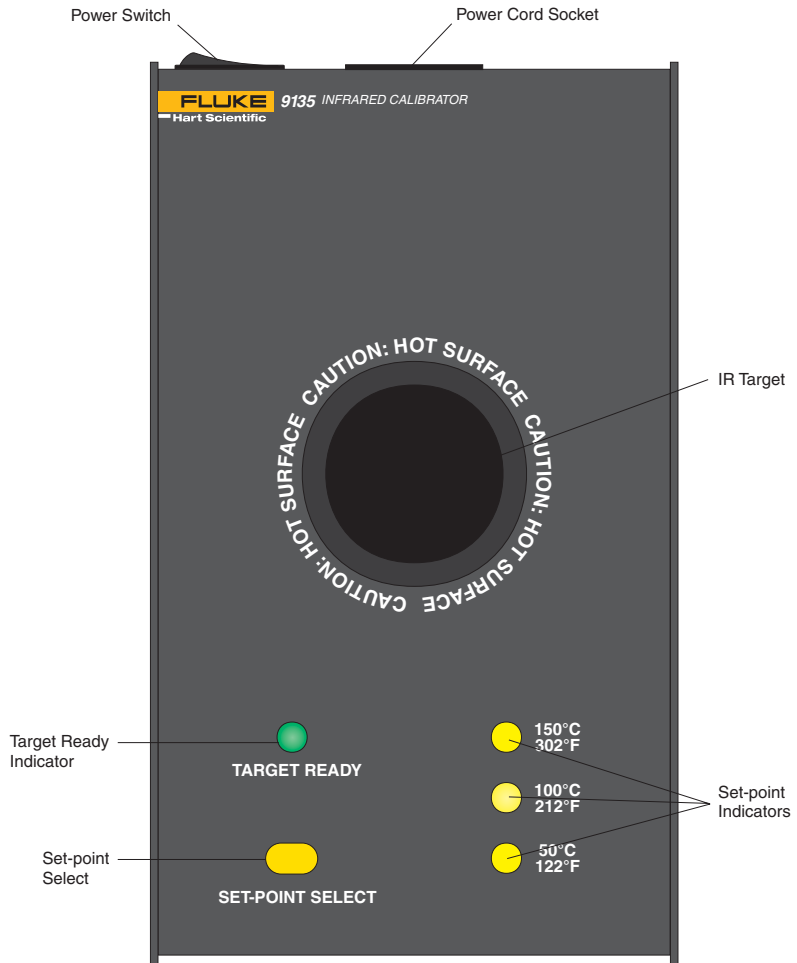 Power Switch
Power Cord Socket
FLUKE
Hart Scientific
9135 INFRARED CALIBRATOR
CAUTION: HOT SURFACE CAUTION: HOT SURFACE CAUTION: HOT SURFACE
IR Target
Target Ready
Indicator
TARGET READY
150°C
302°F
100°C
212°F
Set-point
Indicators
Set-point
Select
SET-POINT SELECT
50°C
122°F